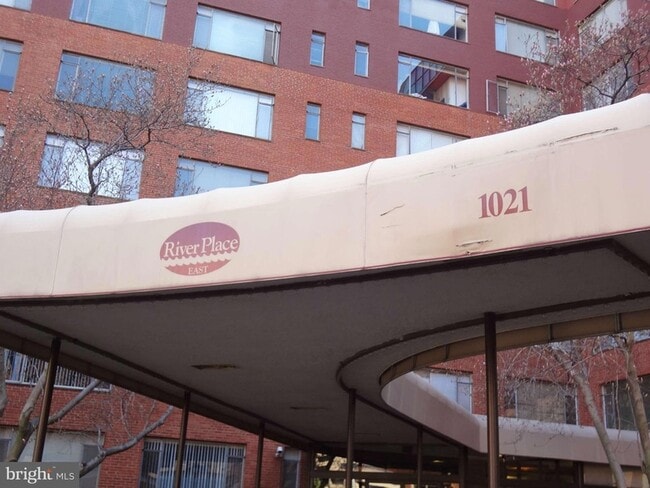 River Place
EAST
1021
bright MLS